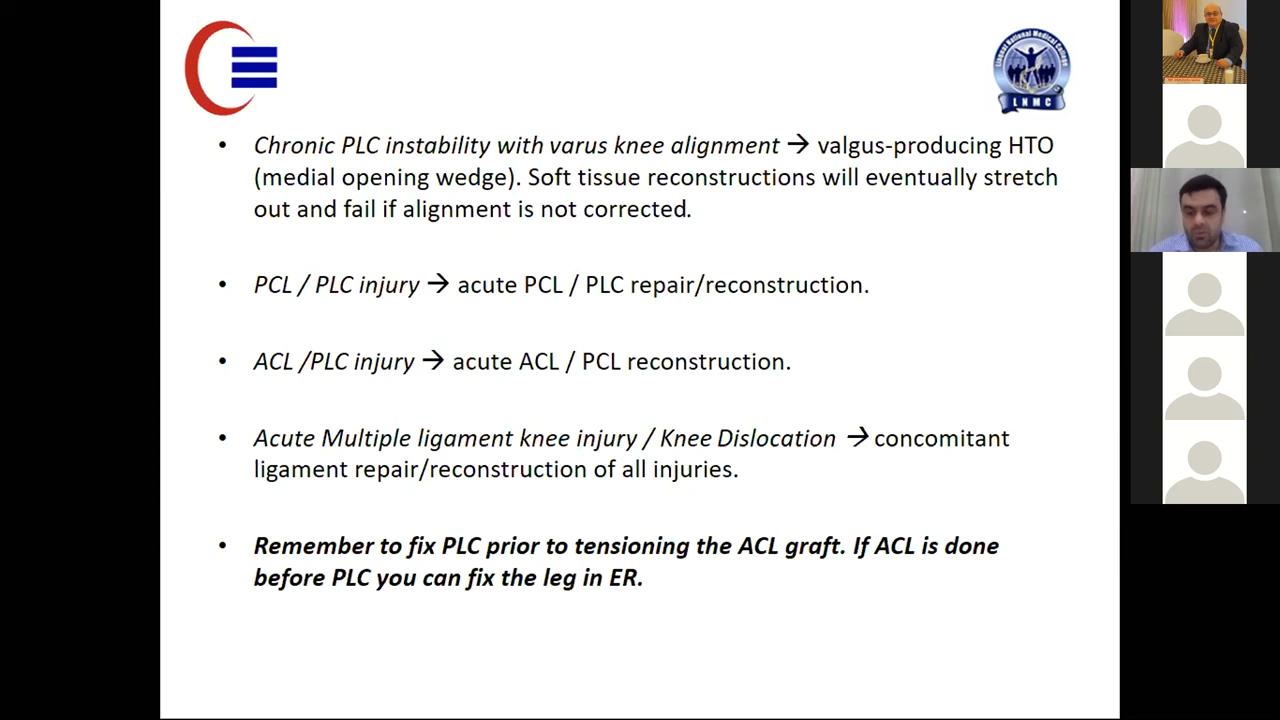 LNMC
• Chronic PLC instability with varus knee alignment → valgus-producing HTO
(medial opening wedge). Soft tissue reconstructions will eventually stretch
out and fail if alignment is not corrected.
• PCL / PLC injury → acute PCL / PLC repair/reconstruction.
• ACL /PLC injury → acute ACL / PCL reconstruction.
• Acute Multiple ligament knee injury / Knee Dislocation → concomitant
ligament repair/reconstruction of all injuries.
• Remember to fix PLC prior to tensioning the ACL graft. If ACL is done
before PLC you can fix the leg in ER.